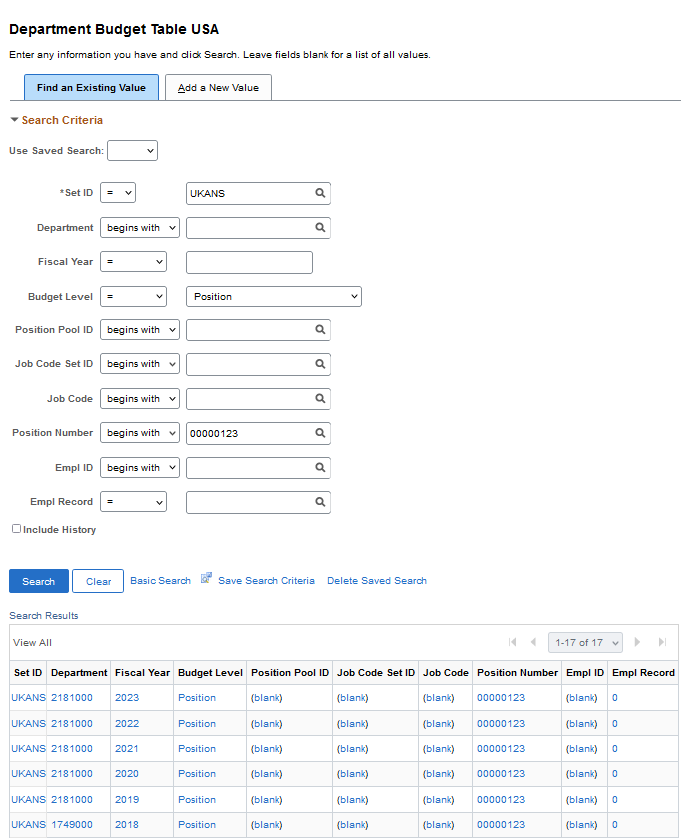 Department Budget Table USA
Enter any information you have and click Search. Leave fields blank for a list of all values.
Find an Existing Value Add a New Value
Search Criteria
Use Saved Search:
*Set ID = UKANS
Department begins with
Fiscal Year =
Budget Level = Position
Position Pool ID begins with
Job Code Set ID begins with
Job Code begins with
Position Number begins with 00000123
Empl ID begins with
Empl Record =
Include History
Search Clear Basic Search Save Search Criteria Delete Saved Search
Search Results
View All 1-17 of 17
Set ID Department Fiscal Year Budget Level Position Pool ID Job Code Set ID Job Code Position Number Empl ID Empl Record
UKANS 2181000 2023 Position (blank) (blank) (blank) 00000123 (blank) 0
UKANS 2181000 2022 Position (blank) (blank) (blank) 00000123 (blank) 0
UKANS 2181000 2021 Position (blank) (blank) (blank) 00000123 (blank) 0
UKANS 2181000 2020 Position (blank) (blank) (blank) 00000123 (blank) 0
UKANS 2181000 2019 Position (blank) (blank) (blank) 00000123 (blank) 0
UKANS 1749000 2018 Position (blank) (blank) (blank) 00000123 (blank) 0